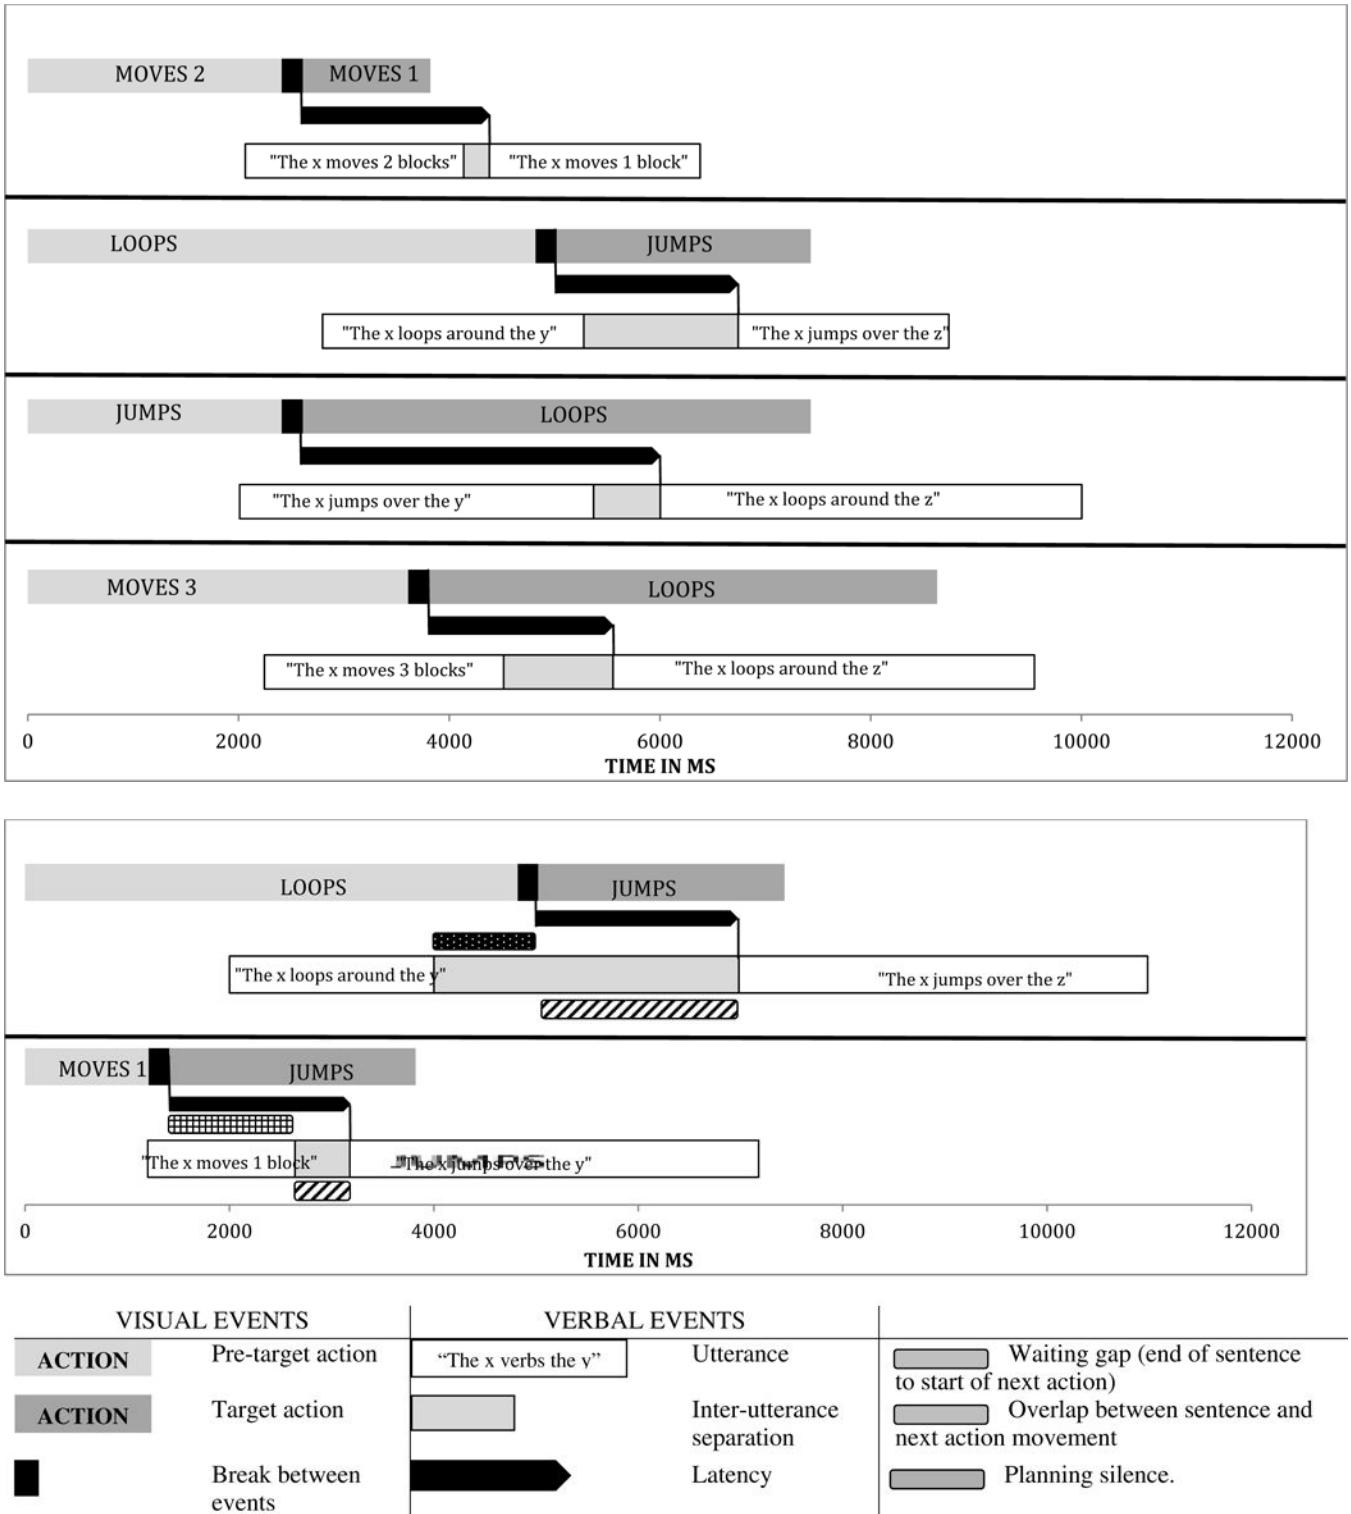 MOVES 2 MOVES 1
"The x moves 2 blocks" "The x moves 1 block"
LOOPS JUMPS
"The x loops around the y" "The x jumps over the z"
JUMPS LOOPS
"The x jumps over the y" "The x loops around the z"
MOVES 3 LOOPS
"The x moves 3 blocks" "The x loops around the z"
0 2000 4000 6000 8000 10000 12000
TIME IN MS
LOOPS JUMPS
"The x loops around the y" "The x jumps over the z"
MOVES 1 JUMPS
"The x moves 1 block" "The x jumps over the y"
0 2000 4000 6000 8000 10000 12000
TIME IN MS
VISUAL EVENTS VERBAL EVENTS
ACTION Pre-target action “The x verbs the y” Utterance Waiting gap (end of sentence
to start of next action)
ACTION Target action Inter-utterance Overlap between sentence and
separation next action movement
Break between Latency Planning silence.
events